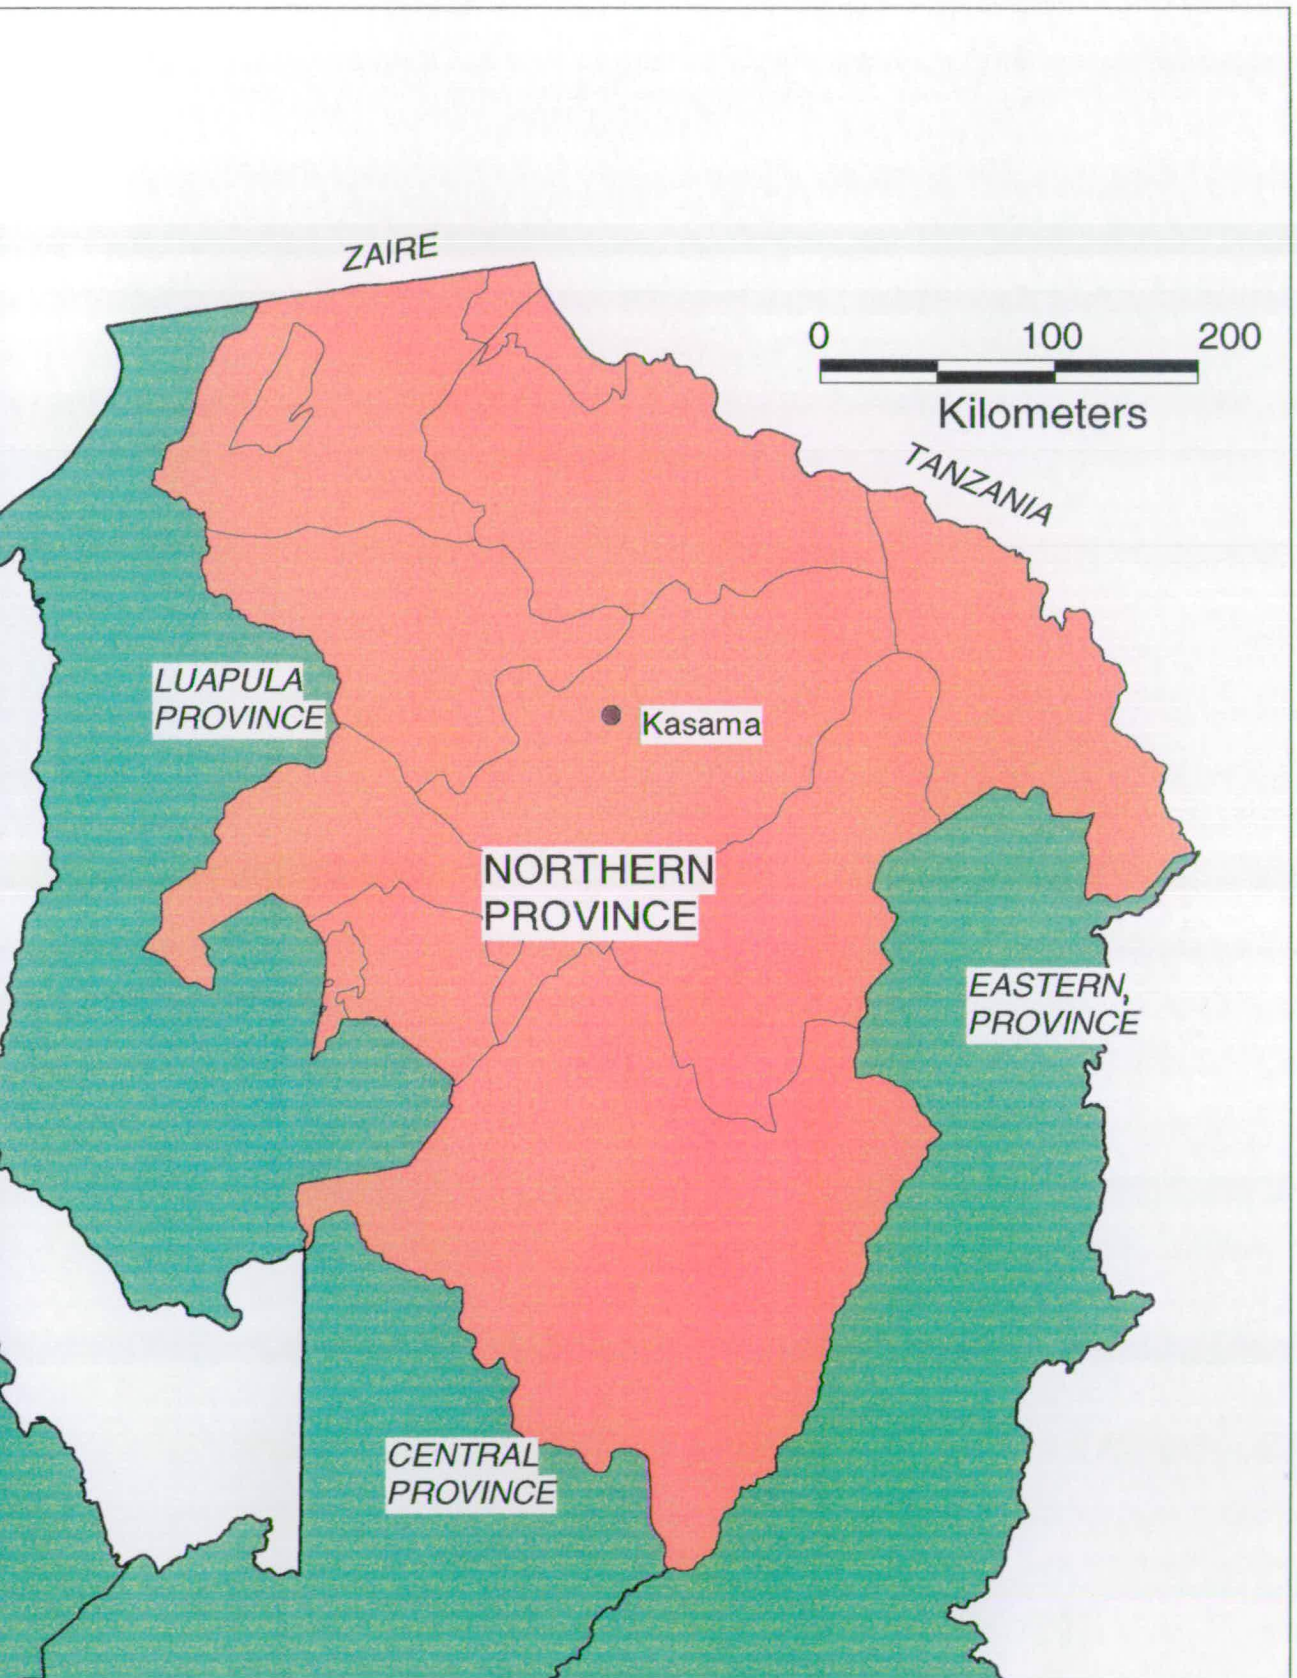 ZAIRE
0 100 200
Kilometers
TANZANIA
LUAPULA
PROVINCE
Kasama
NORTHERN
PROVINCE
EASTERN,
PROVINCE
CENTRAL
PROVINCE